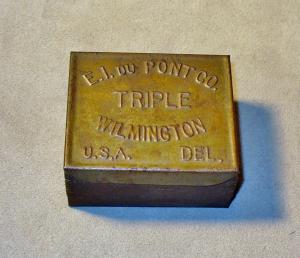 E.I. DU PONT CO.
TRIPLE
WILMINGTON
U.S.A. DEL.